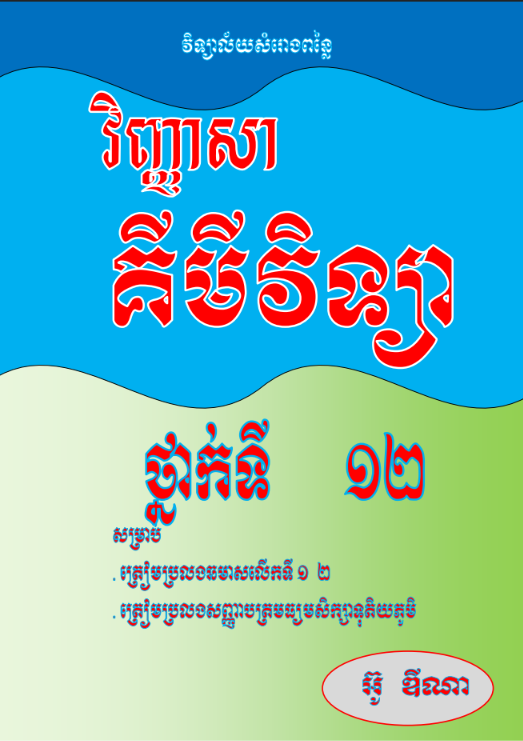 វិទ្យាល័យសំរោងពន្លៃ
វិញ្ញាសា
គីមីវិទ្យា
ថ្នាក់ទី ១២
សម្រាប់
. ត្រៀមប្រលងឆមាសលើកទី ១ ២
. ត្រៀមប្រលងសញ្ញាបត្រមធ្យមសិក្សាទុតិយភូមិ
អ៊ូ ឌីណា